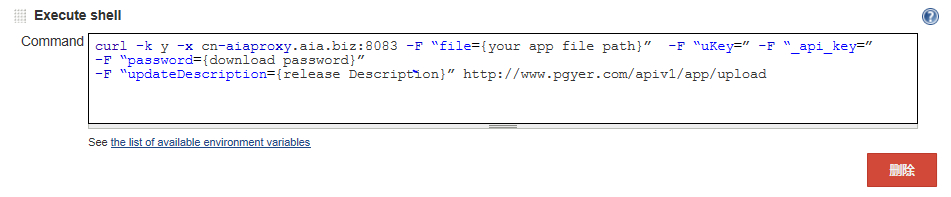 Execute shell
Command
curl -k y -x cn-aiaproxy.aia.biz:8083 -F “file={your app file path}” -F “uKey=” -F “_api_key=”
-F “password={download password}”
-F “updateDescription={release Description}” http://www.pgyer.com/apiv1/app/upload
See the list of available environment variables
删除